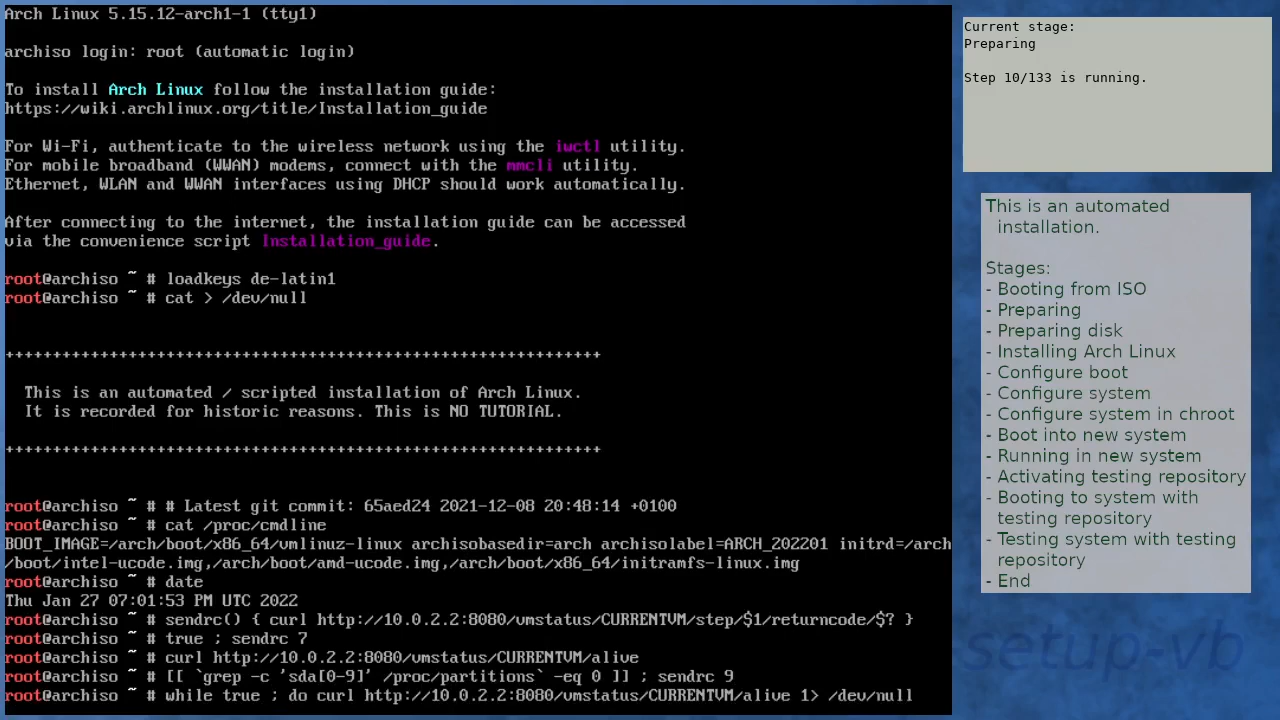 Arch Linux 5.15.12-arch1-1 (tty1)
archiso login: root (automatic login)
To install Arch Linux follow the installation guide:
https://wiki.archlinux.org/title/Installation_guide
For Wi-Fi, authenticate to the wireless network using the iwctl utility.
For mobile broadband (WWAN) modems, connect with the mmcli utility.
Ethernet, WLAN and WWAN interfaces using DHCP should work automatically.
After connecting to the internet, the installation guide can be accessed
via the convenience script Installation_guide.
root@archiso ~ # loadkeys de-latin1
root@archiso ~ # cat > /dev/null
+++++++++++++++++++++++++++++++++++++++++++++++++++++++++++++++
This is an automated / scripted installation of Arch Linux.
It is recorded for historic reasons. This is NO TUTORIAL.
+++++++++++++++++++++++++++++++++++++++++++++++++++++++++++++++
root@archiso ~ # # Latest git commit: 65aed24 2021-12-08 20:48:14 +0100
root@archiso ~ # cat /proc/cmdline
BOOT_IMAGE=/arch/boot/x86_64/vmlinuz-linux archisobasedir=arch archisolabel=ARCH_202201 initrd=/arch
/boot/intel-ucode.img,/arch/boot/amd-ucode.img,/arch/boot/x86_64/initramfs-linux.img
root@archiso ~ # date
Thu Jan 27 07:01:53 PM UTC 2022
root@archiso ~ # sendrc() { curl http://10.0.2.2:8080/vmstatus/CURRENTVM/step/$1/returncode/$? }
root@archiso ~ # true ; sendrc 7
root@archiso ~ # curl http://10.0.2.2:8080/vmstatus/CURRENTVM/alive
root@archiso ~ # [[ `grep -c 'sda[0-9]' /proc/partitions` -eq 0 ]] ; sendrc 9
root@archiso ~ # while true ; do curl http://10.0.2.2:8080/vmstatus/CURRENTVM/alive 1> /dev/null
Current stage:
Preparing
Step 10/133 is running.
This is an automated
installation.
Stages:
- Booting from ISO
- Preparing
- Preparing disk
- Installing Arch Linux
- Configure boot
- Configure system
- Configure system in chroot
- Boot into new system
- Running in new system
- Activating testing repository
- Booting to system with
testing repository
- Testing system with testing
repository
- End
setup-vb